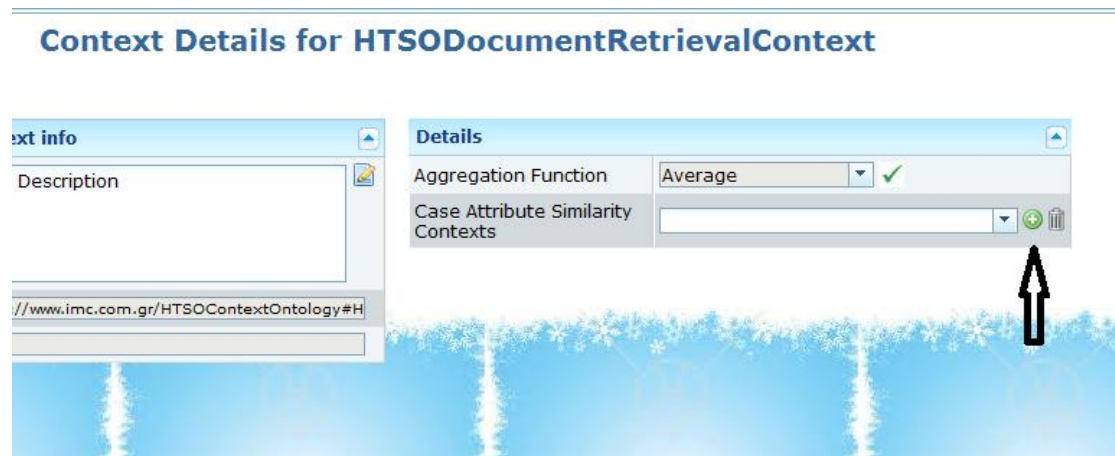 Context Details for HTSODocumentRetrievalContext
ext info
Description
://www.imc.com.gr/HTSOContextOntology#H
Details
Aggregation Function
Average
Case Attribute Similarity
Contexts